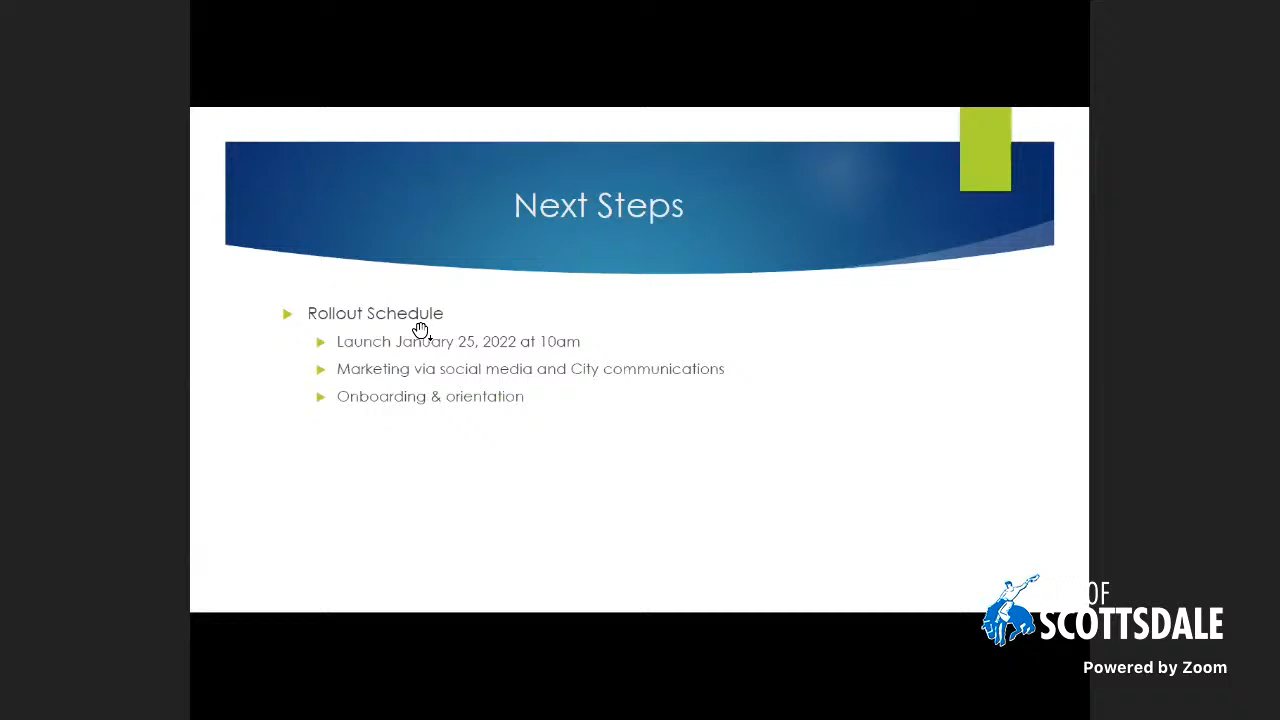 Next Steps
Rollout Schedule
Launch January 25, 2022 at 10am
Marketing via social media and City communications
Onboarding & orientation
OF
SCOTTSDALE
Powered by Zoom